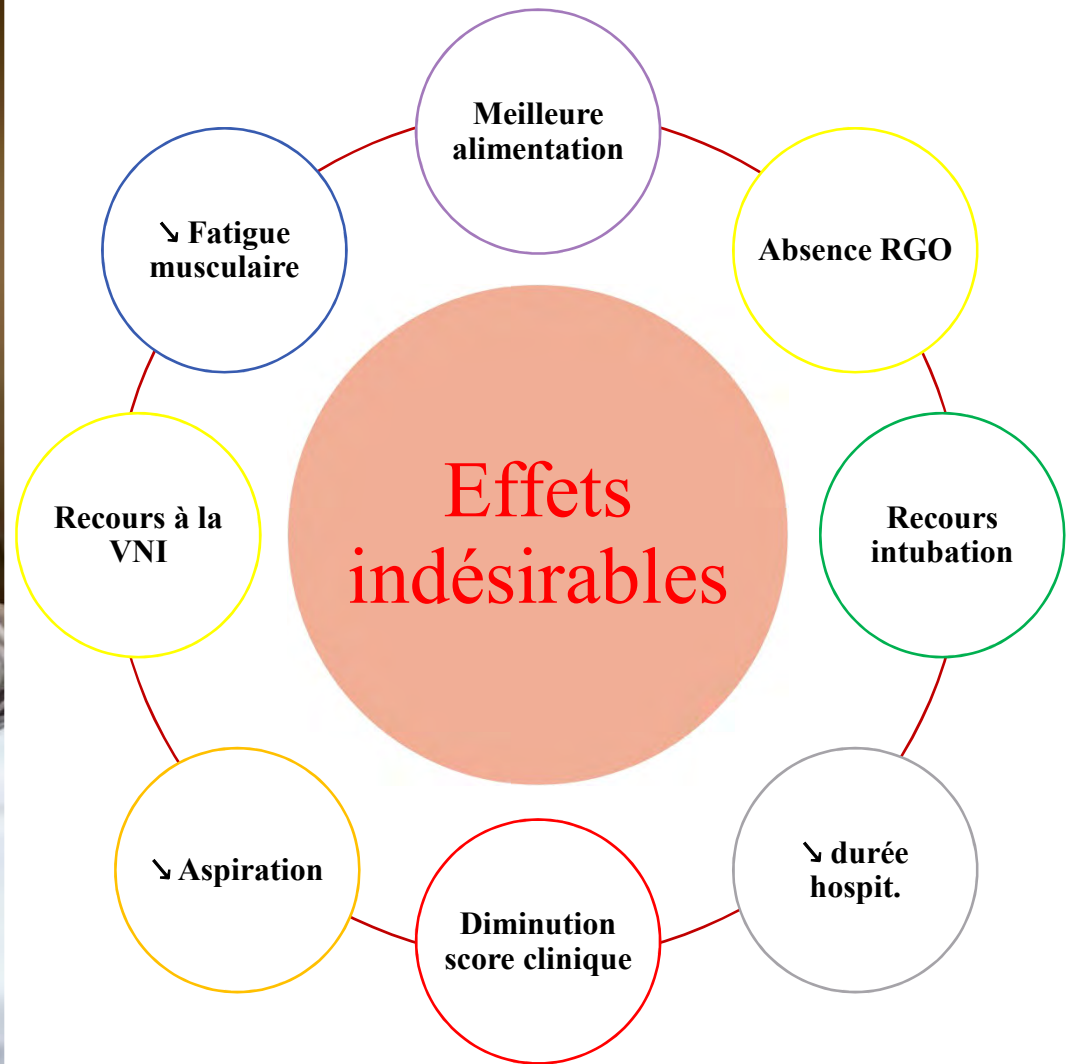 Meilleure
alimentation
Absence RGO
Recours
intubation
↘ durée
hospit.
Diminution
score clinique
↘ Aspiration
Recours à la
VNI
↘ Fatigue
musculaire
Effets
indésirables